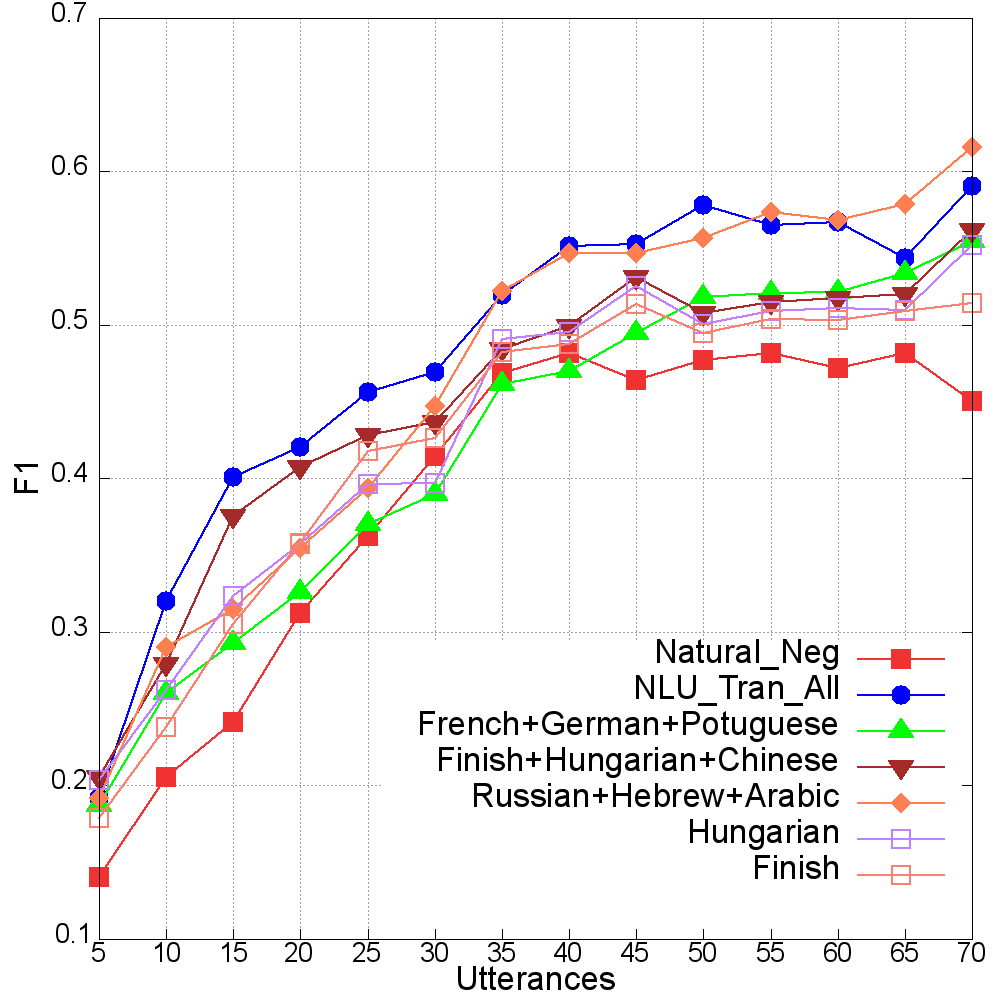 0.7
0.6
0.5
0.4
0.3
0.2
0.1
F1
Natural_Neg
NLU_Tran_All
French+German+Potuguese
Finish+Hungarian+Chinese
Russian+Hebrew+Arabic
Hungarian
Finish
5 10 15 20 25 30 35 40 45 50 55 60 65 70
Utterances